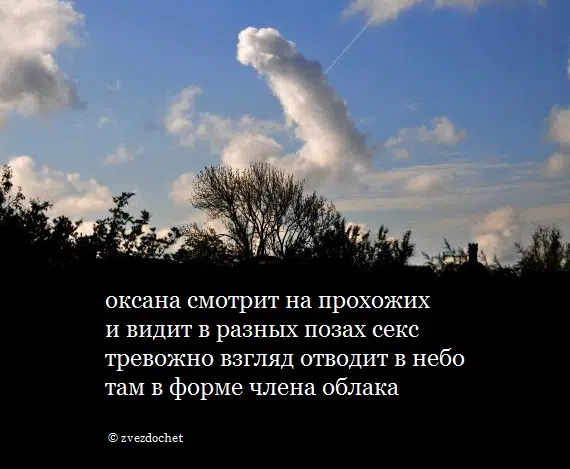 оксана смотрит на прохожих
и видит в разных позах секс
тревожно взгляд отводит в небо
там в форме члена облака
© zvezdochet